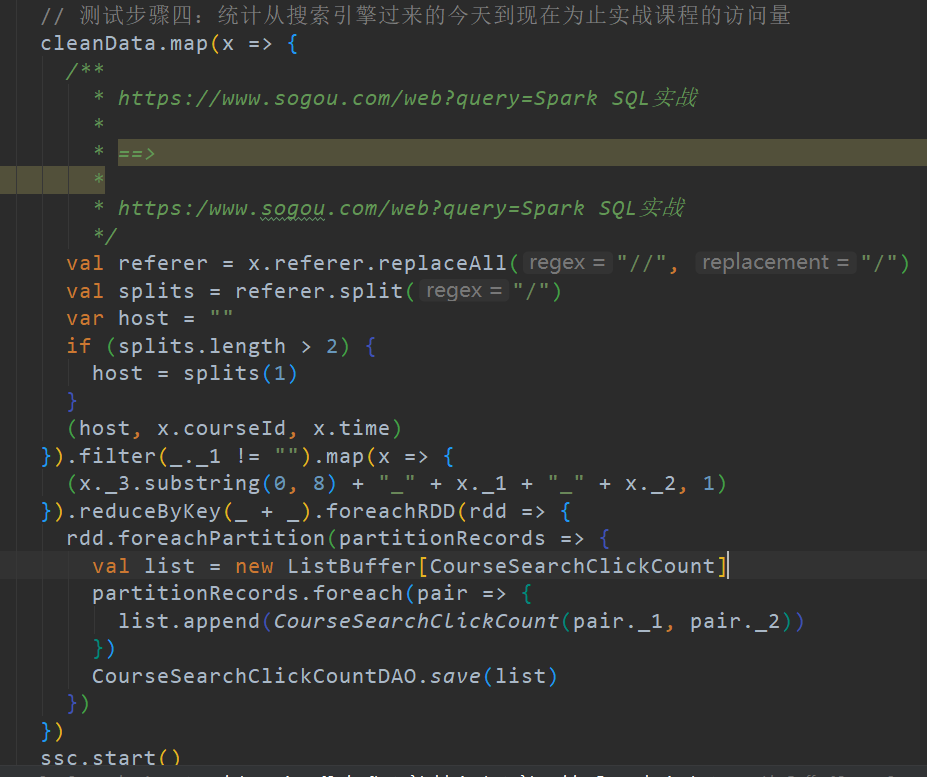 // 测试步骤四：统计从搜索引擎过来的今天到现在为止实战课程的访问量
cleanData.map(x => {
/**
* https://www.sogou.com/web?query=Spark SQL实战
*
* ==>
*
* https:/www.sogou.com/web?query=Spark SQL实战
*/
val referer = x.referer.replaceAll( regex = "//", replacement = "/")
val splits = referer.split( regex = "/")
var host = ""
if (splits.length > 2) {
host = splits(1)
}
(host, x.courseId, x.time)
}).filter(_._1 != "").map(x => {
(x._3.substring(0, 8) + "_" + x._1 + "_" + x._2, 1)
}).reduceByKey(_ + _).foreachRDD(rdd => {
rdd.foreachPartition(partitionRecords => {
val list = new ListBuffer[CourseSearchClickCount]
partitionRecords.foreach(pair => {
list.append(CourseSearchClickCount(pair._1, pair._2))
})
CourseSearchClickCountDAO.save(list)
})
})
ssc.start()